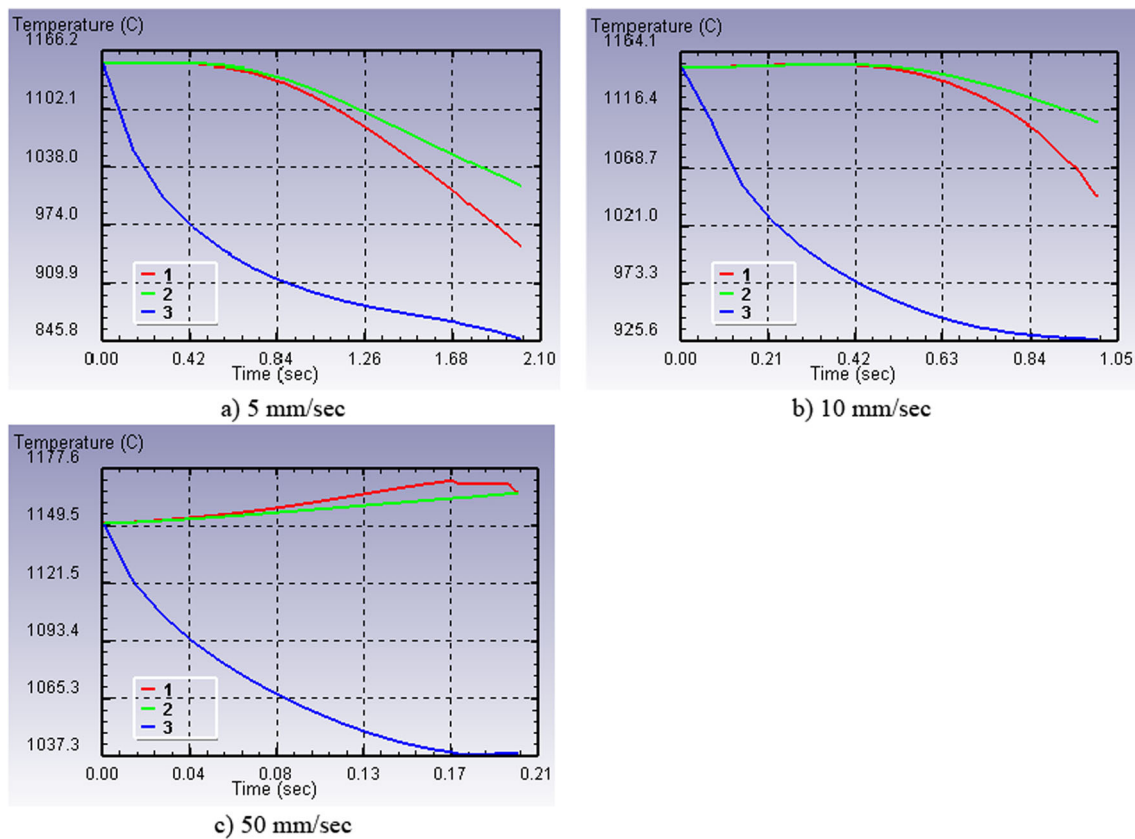 Temperature (C)
1166.2
1102.1
1038.0
974.0
909.9
845.8
1
2
3
0.00 0.42 0.84 1.26 1.68 2.10
Time (sec)
a) 5 mm/sec
Temperature (C)
1164.1
1116.4
1068.7
1021.0
973.3
925.6
1
2
3
0.00 0.21 0.42 0.63 0.84 1.05
Time (sec)
b) 10 mm/sec
Temperature (C)
1177.6
1149.5
1121.5
1093.4
1065.3
1037.3
1
2
3
0.00 0.04 0.08 0.13 0.17 0.21
Time (sec)
c) 50 mm/sec